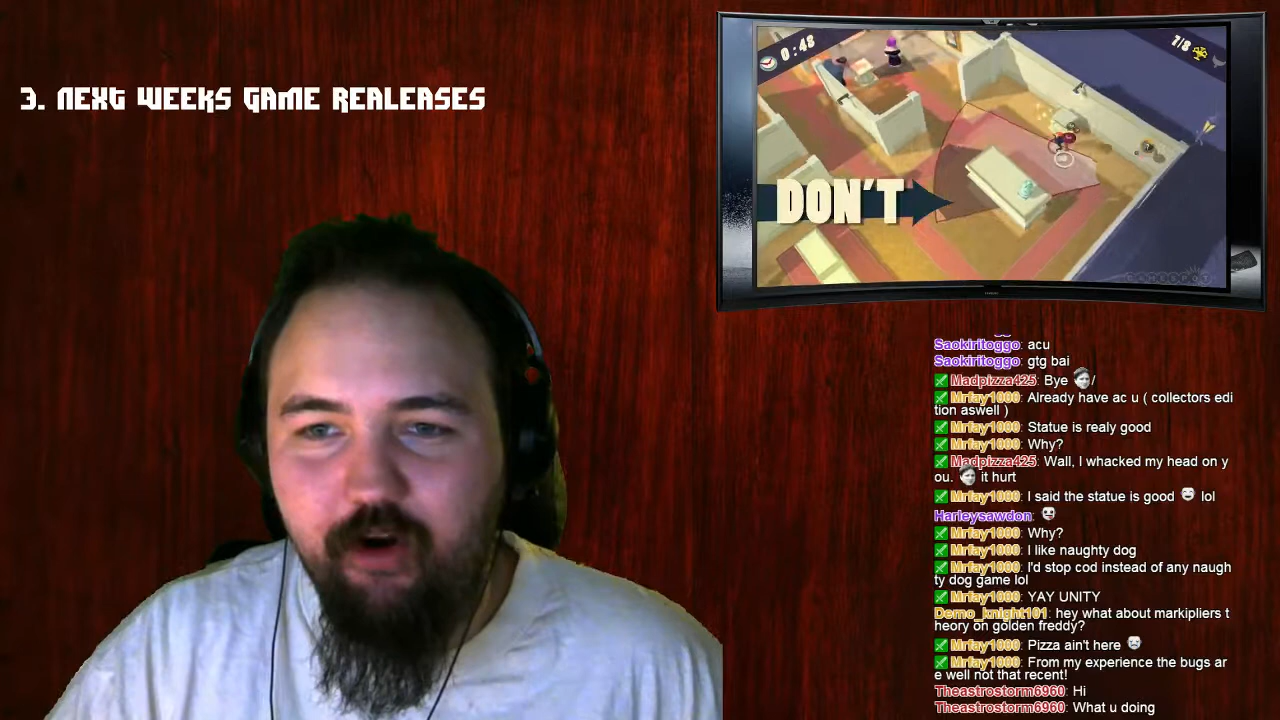 3. NEXT WEEKS GAME REALEASES
0:48
7/8
DON'T
GAMESPOT
Saokiritoggo: acu
Saokiritoggo: gtg bai
Madpizza425: Bye /
Mrfay1000: Already have ac u ( collectors edi
tion aswell )
Mrfay1000: Statue is realy good
Mrfay1000: Why?
Madpizza425: Wall, I whacked my head on y
ou. it hurt
Mrfay1000: I said the statue is good lol
Harleysawdon:
Mrfay1000: Why?
Mrfay1000: I like naughty dog
Mrfay1000: I'd stop cod instead of any naugh
ty dog game lol
Mrfay1000: YAY UNITY
Demo_knight101: hey what about markipliers t
heory on golden freddy?
Mrfay1000: Pizza ain't here
Mrfay1000: From my experience the bugs ar
e well not that recent!
Theastrostorm6960: Hi
Theastrostorm6960: What u doing